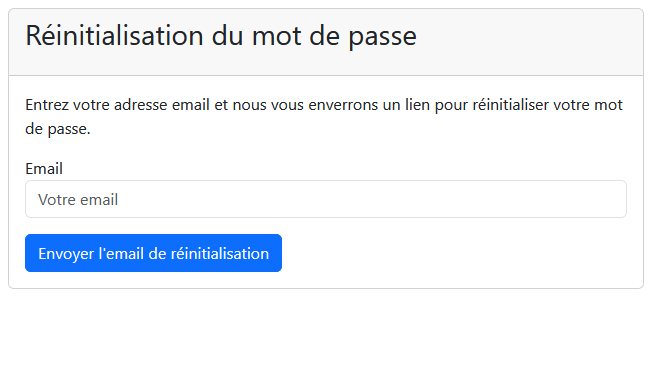 Réinitialisation du mot de passe
Entrez votre adresse email et nous vous enverrons un lien pour réinitialiser votre mot
de passe.
Email
Votre email
Envoyer l'email de réinitialisation